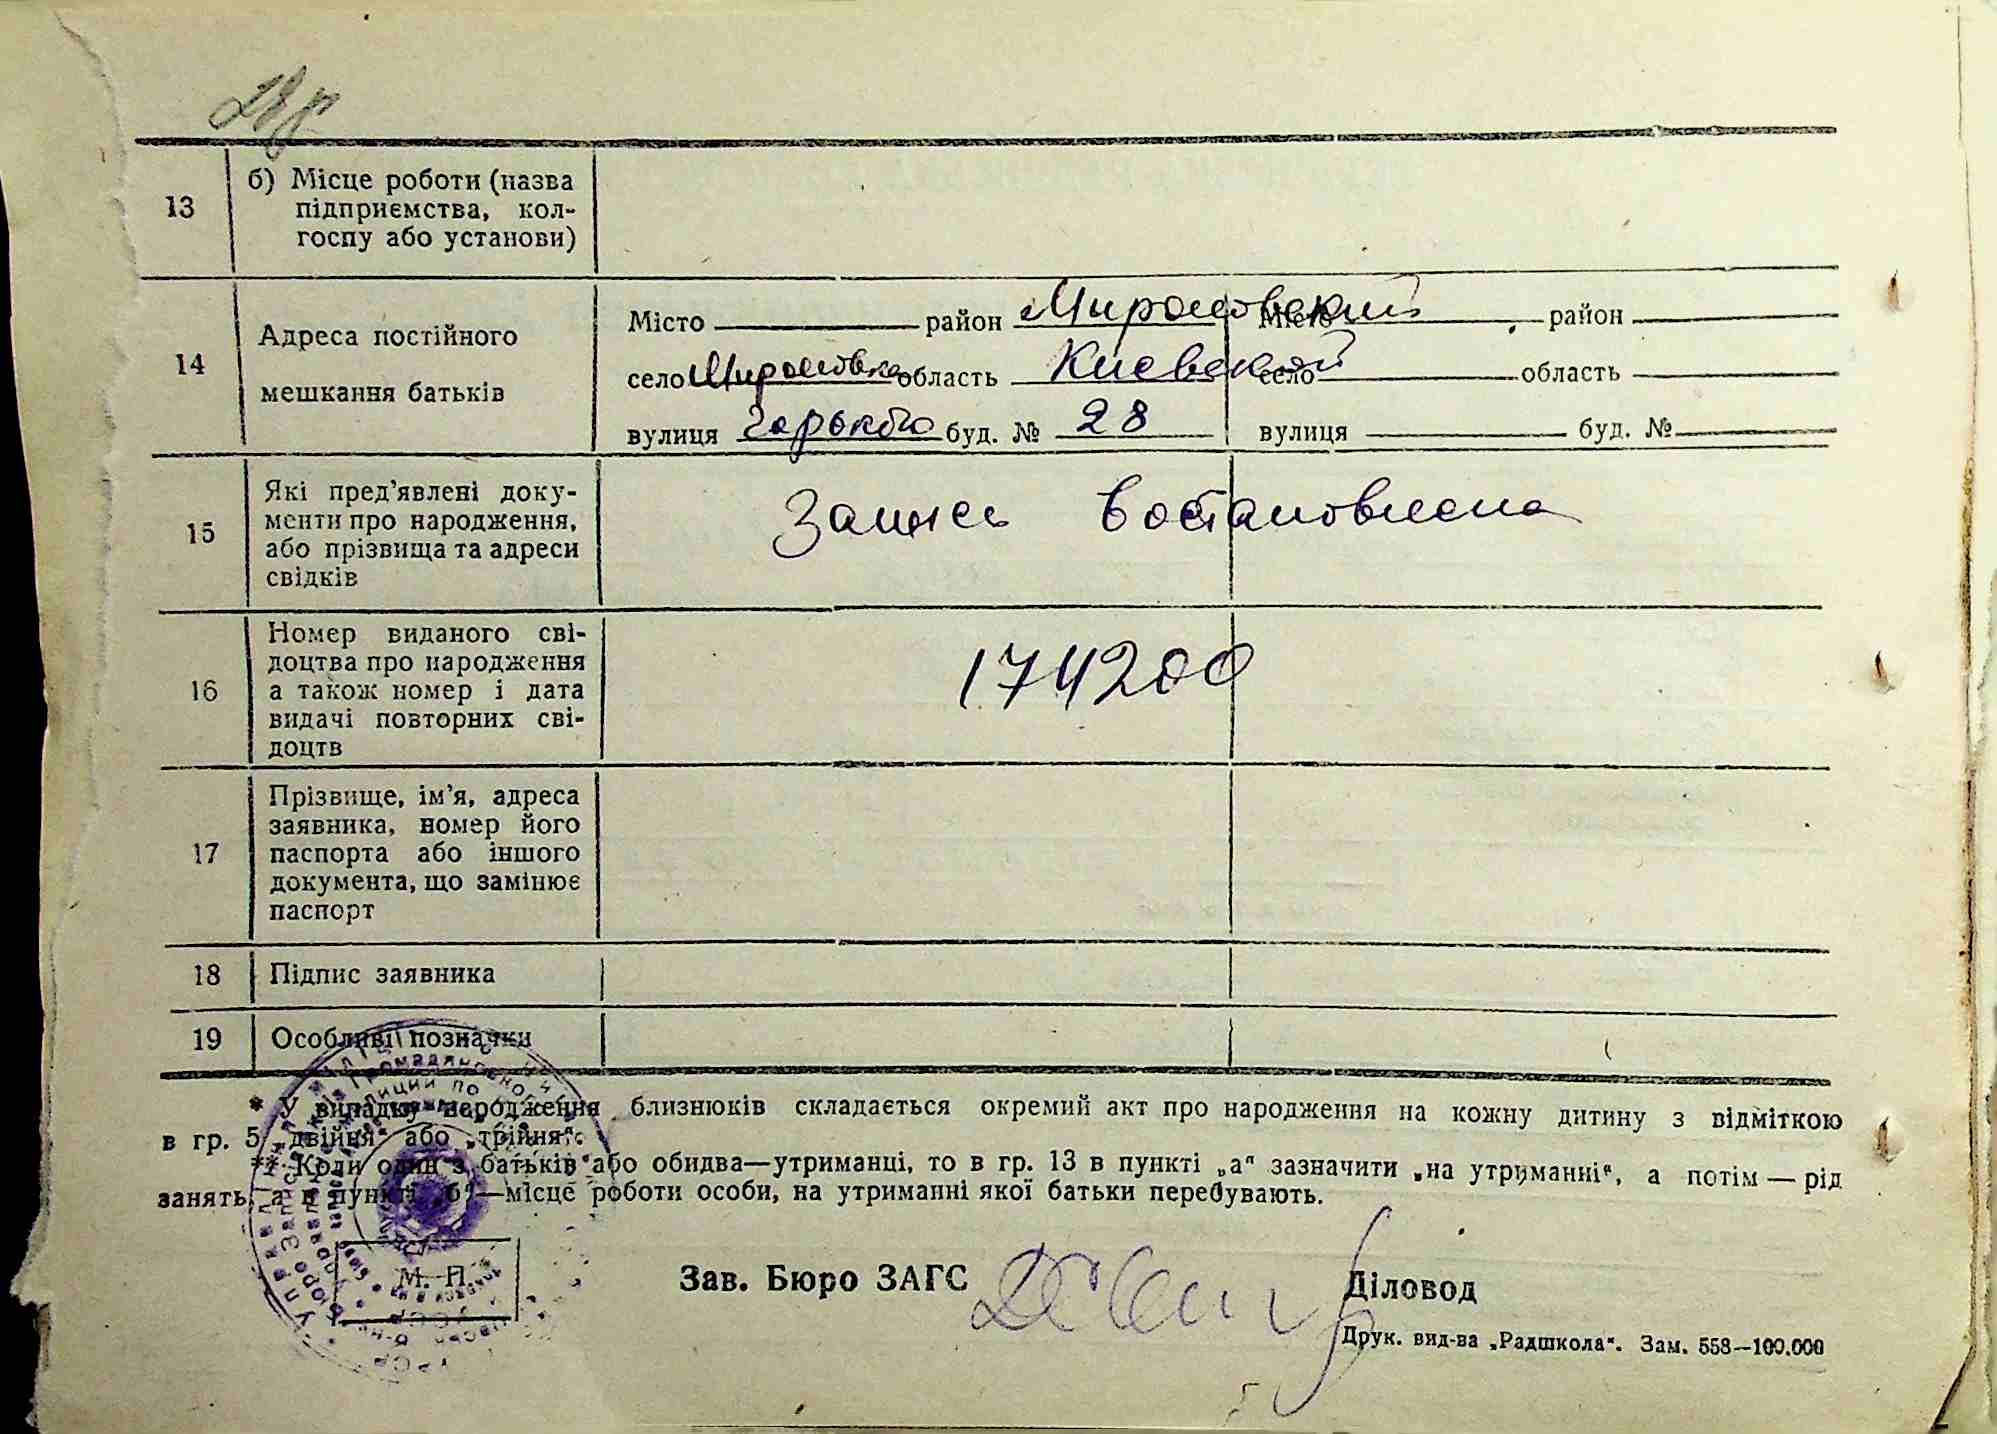 13
б) Місце роботи (назва
підприємства, кол-
госпу або установи)
14
Адреса постійного
мешкання батьків
Місто район Мироновский Місто район
село Мироновка область Киевской село область
вулиця Горького буд. № 28 вулиця буд. №
15
Які пред’явлені доку-
менти про народження,
або прізвища та адреси
свідків
Запись востановлена
16
Номер виданого сві-
доцтва про народження
а також номер і дата
видачі повторних сві-
доцтв
174200
17
Прізвище, ім’я, адреса
заявника, номер його
паспорта або іншого
документа, що замінює
паспорт
18 Підпис заявника
19 Особливі позначки
* У випадку народження близнюків складається окремий акт про народження на кожну дитину з відміткою
в гр. 5 „двійня“ або „трійня“.
** Коли один з батьків або обидва—утриманці, то в гр. 13 в пункті „а“ зазначити „на утриманні“, а потім — рід
занять, а в пункті „б“—місце роботи особи, на утриманні якої батьки перебувають.
М. П.
Зав. Бюро ЗАГС
Діловод
Друк. вид-ва „Радшкола“. Зам. 558—100.000